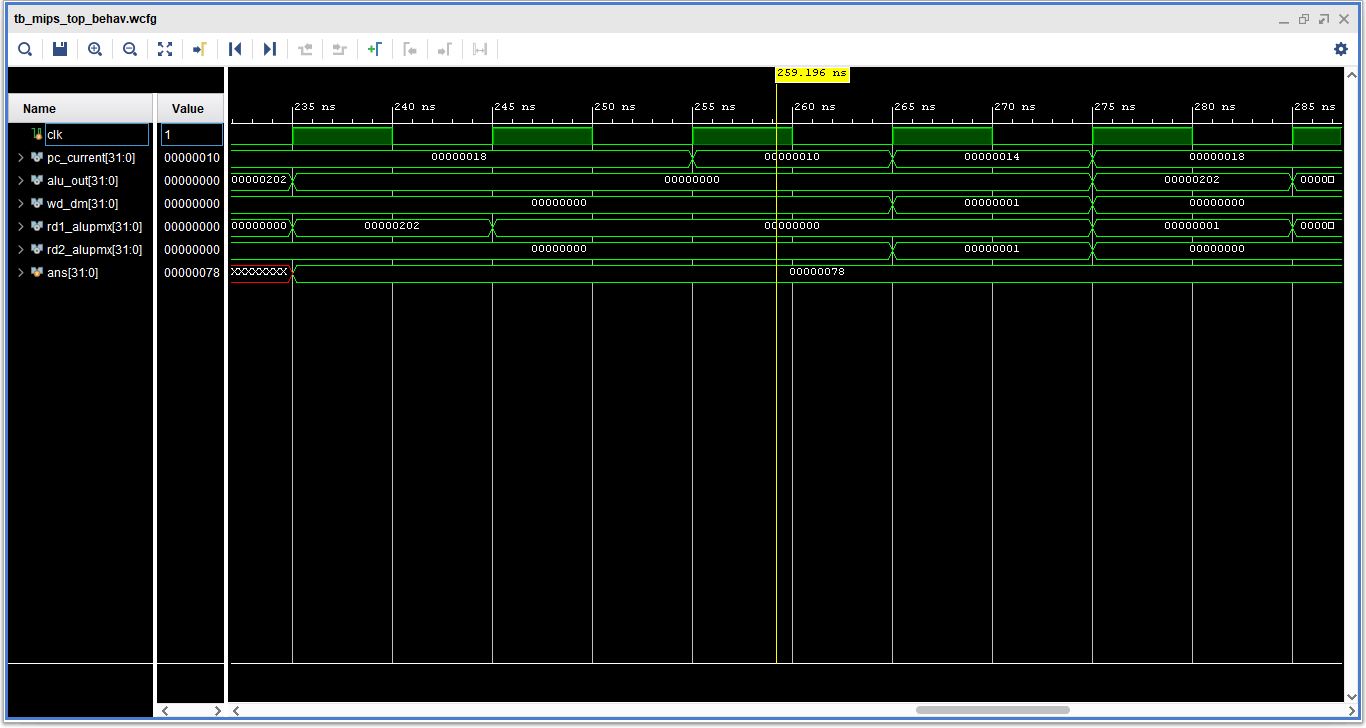 tb_mips_top_behav.wcfg
259.196 ns
Name Value 235 ns 240 ns 245 ns 250 ns 255 ns 260 ns 265 ns 270 ns 275 ns 280 ns 285 ns
clk 1
pc_current[31:0] 00000010 00000018 00000010 00000014 00000018
alu_out[31:0] 00000000 00000202 00000000 00000202 0000
wd_dm[31:0] 00000000 00000000 00000001 00000000
rd1_alupmx[31:0] 00000000 00000000 00000202 00000000 00000001 0000
rd2_alupmx[31:0] 00000000 00000000 00000001 00000000
ans[31:0] 00000078 XXXXXXXX 00000078